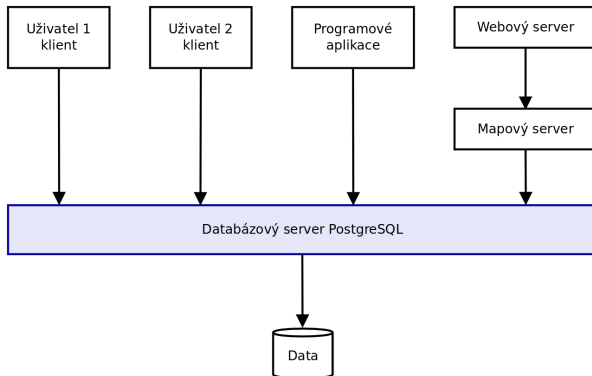 Uživatel 1
klient
Uživatel 2
klient
Programové
aplikace
Webový server
Mapový server
Databázový server PostgreSQL
Data